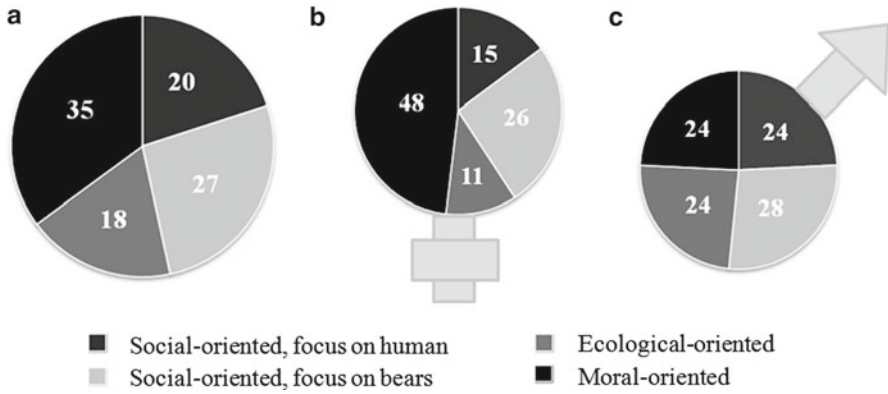 a b c
20
27
18
35
15
26
11
48
24
28
24
24
Social-oriented, focus on human
Social-oriented, focus on bears
Ecological-oriented
Moral-oriented